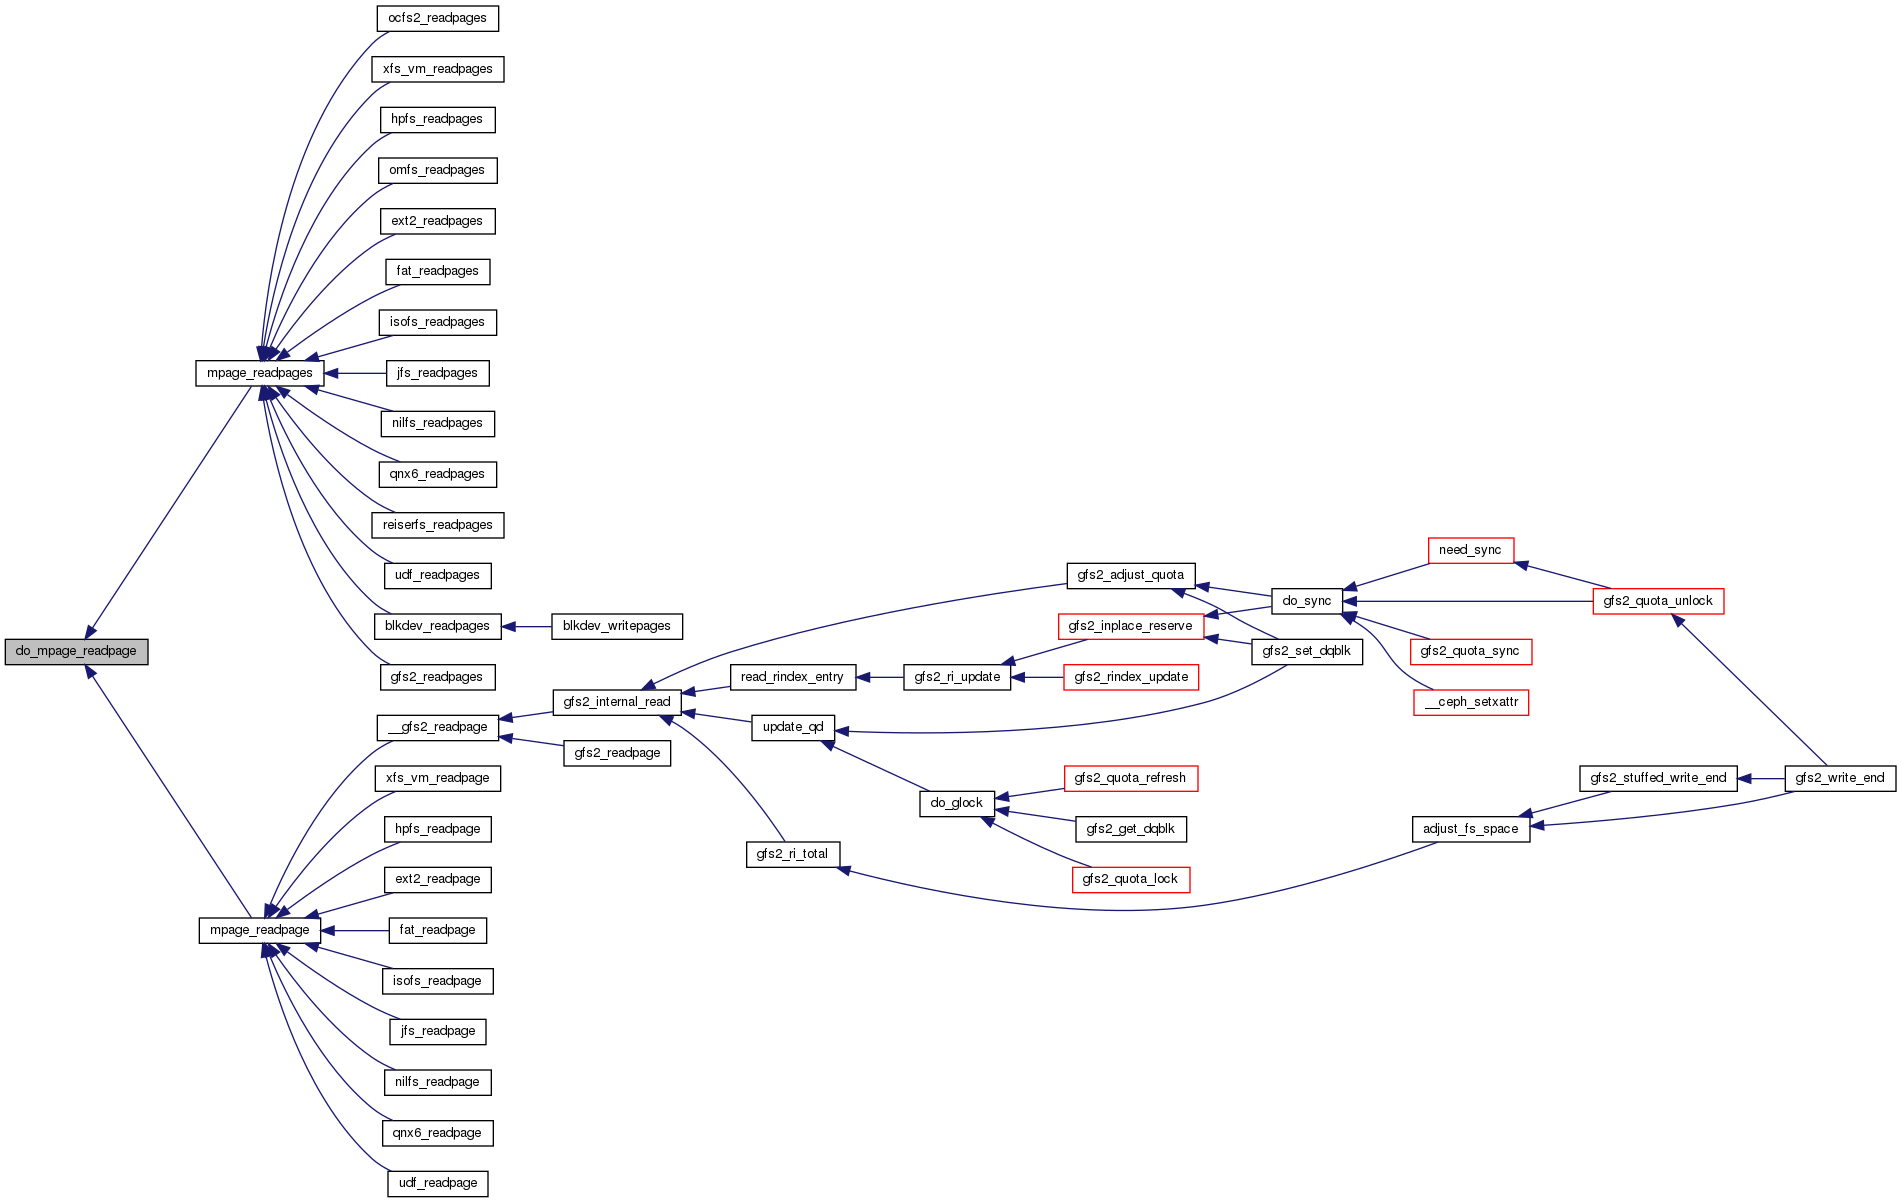 ocfs2_readpages
xfs_vm_readpages
hpfs_readpages
omfs_readpages
ext2_readpages
fat_readpages
isofs_readpages
mpage_readpages
jfs_readpages
nilfs_readpages
qnx6_readpages
reiserfs_readpages
udf_readpages
blkdev_readpages
blkdev_writepages
gfs2_readpages
do_mpage_readpage
__gfs2_readpage
gfs2_internal_read
gfs2_readpage
gfs2_adjust_quota
read_rindex_entry
update_qd
gfs2_ri_total
gfs2_inplace_reserve
gfs2_ri_update
gfs2_rindex_update
do_glock
gfs2_quota_refresh
gfs2_get_dqblk
gfs2_quota_lock
do_sync
gfs2_set_dqblk
need_sync
gfs2_quota_unlock
gfs2_quota_sync
__ceph_setxattr
adjust_fs_space
gfs2_stuffed_write_end
gfs2_write_end
xfs_vm_readpage
hpfs_readpage
ext2_readpage
mpage_readpage
fat_readpage
isofs_readpage
jfs_readpage
nilfs_readpage
qnx6_readpage
udf_readpage